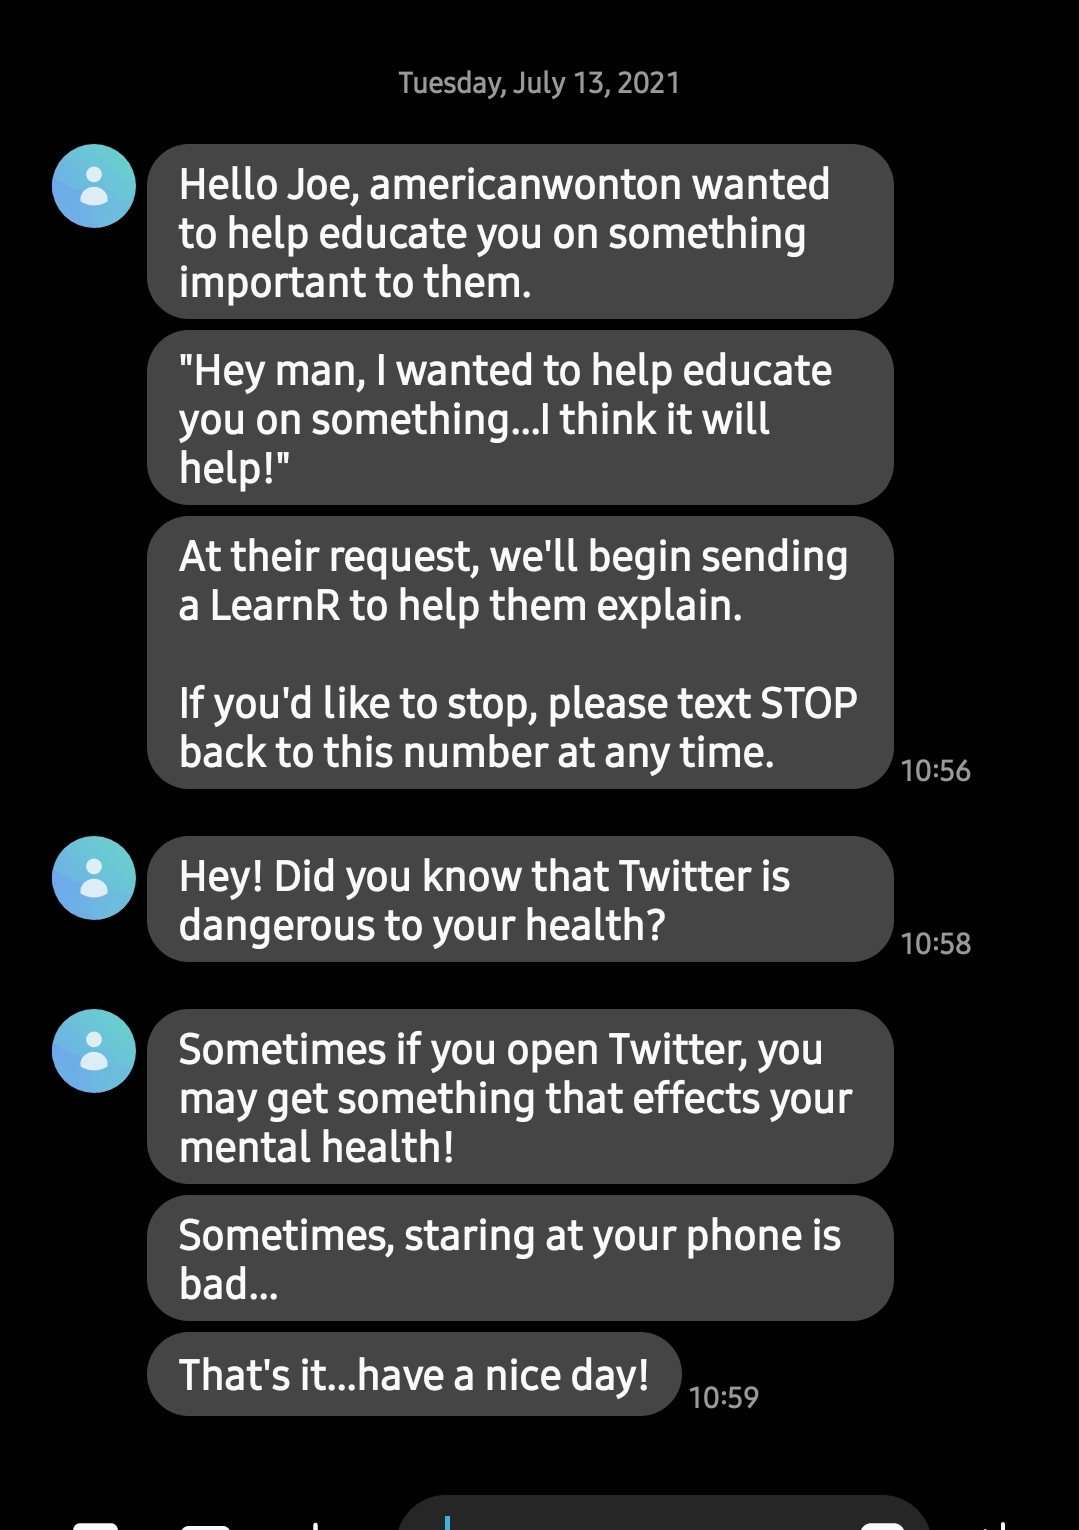 Tuesday, July 13, 2021
Hello Joe, americanwonton wanted
to help educate you on something
important to them.
"Hey man, I wanted to help educate
you on something...I think it will
help!"
At their request, we'll begin sending
a LearnR to help them explain.
If you'd like to stop, please text STOP
back to this number at any time.
10:56
Hey! Did you know that Twitter is
dangerous to your health?
10:58
Sometimes if you open Twitter, you
may get something that effects your
mental health!
Sometimes, staring at your phone is
bad...
That's it...have a nice day!
10:59